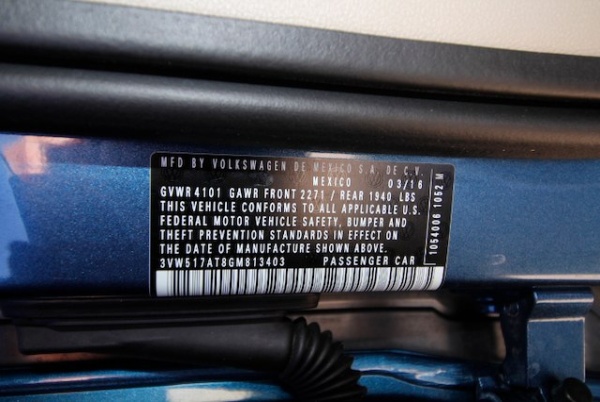 MFD BY VOLKSWAGEN DE MEXICO S.A. DE C.V.
MEXICO 03/16
GVWR 4101 GAWR FRONT 2271 / REAR 1940 LBS
THIS VEHICLE CONFORMS TO ALL APPLICABLE U.S.
FEDERAL MOTOR VEHICLE SAFETY, BUMPER AND
THEFT PREVENTION STANDARDS IN EFFECT ON
THE DATE OF MANUFACTURE SHOWN ABOVE.
3VW517AT8GM813403 PASSENGER CAR
1054006 1052 M